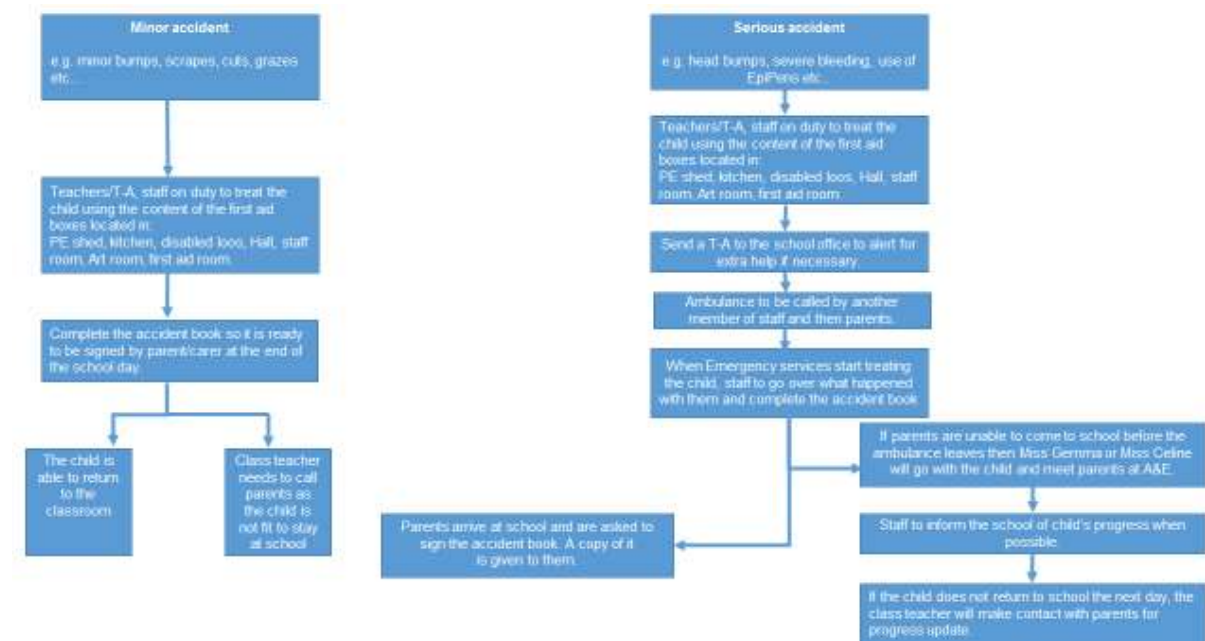 Minor accident
e.g. minor bumps, scrapes, cuts, grazes
etc...
Teachers/T-A, staff on duty to treat the
child using the content of the first aid
boxes located in:
PE shed, kitchen, disabled loos, Hall, staff
room, Art room, first aid room.
Complete the accident book so it is ready
to be signed by parent/carer at the end of
the school day.
The child is
able to return
to the
classroom
Class teacher
needs to call
parents as
the child is
not fit to stay
at school
Serious accident
e.g. head bumps, severe bleeding, use of
EpiPens etc...
Teachers/T-A, staff on duty to treat the
child using the content of the first aid
boxes located in:
PE shed, kitchen, disabled loos, Hall, staff
room, Art room, first aid room.
Send a T-A to the school office to alert for
extra help if necessary.
Ambulance to be called by another
member of staff and then parents.
When Emergency services start treating
the child, staff to go over what happened
with them and complete the accident book
Parents arrive at school and are asked to
sign the accident book. A copy of it
is given to them.
If parents are unable to come to school before the
ambulance leaves then Miss Gemma or Miss Celine
will go with the child and meet parents at A&E.
Staff to inform the school of child's progress when
possible.
If the child does not return to school the next day, the
class teacher will make contact with parents for
progress update.